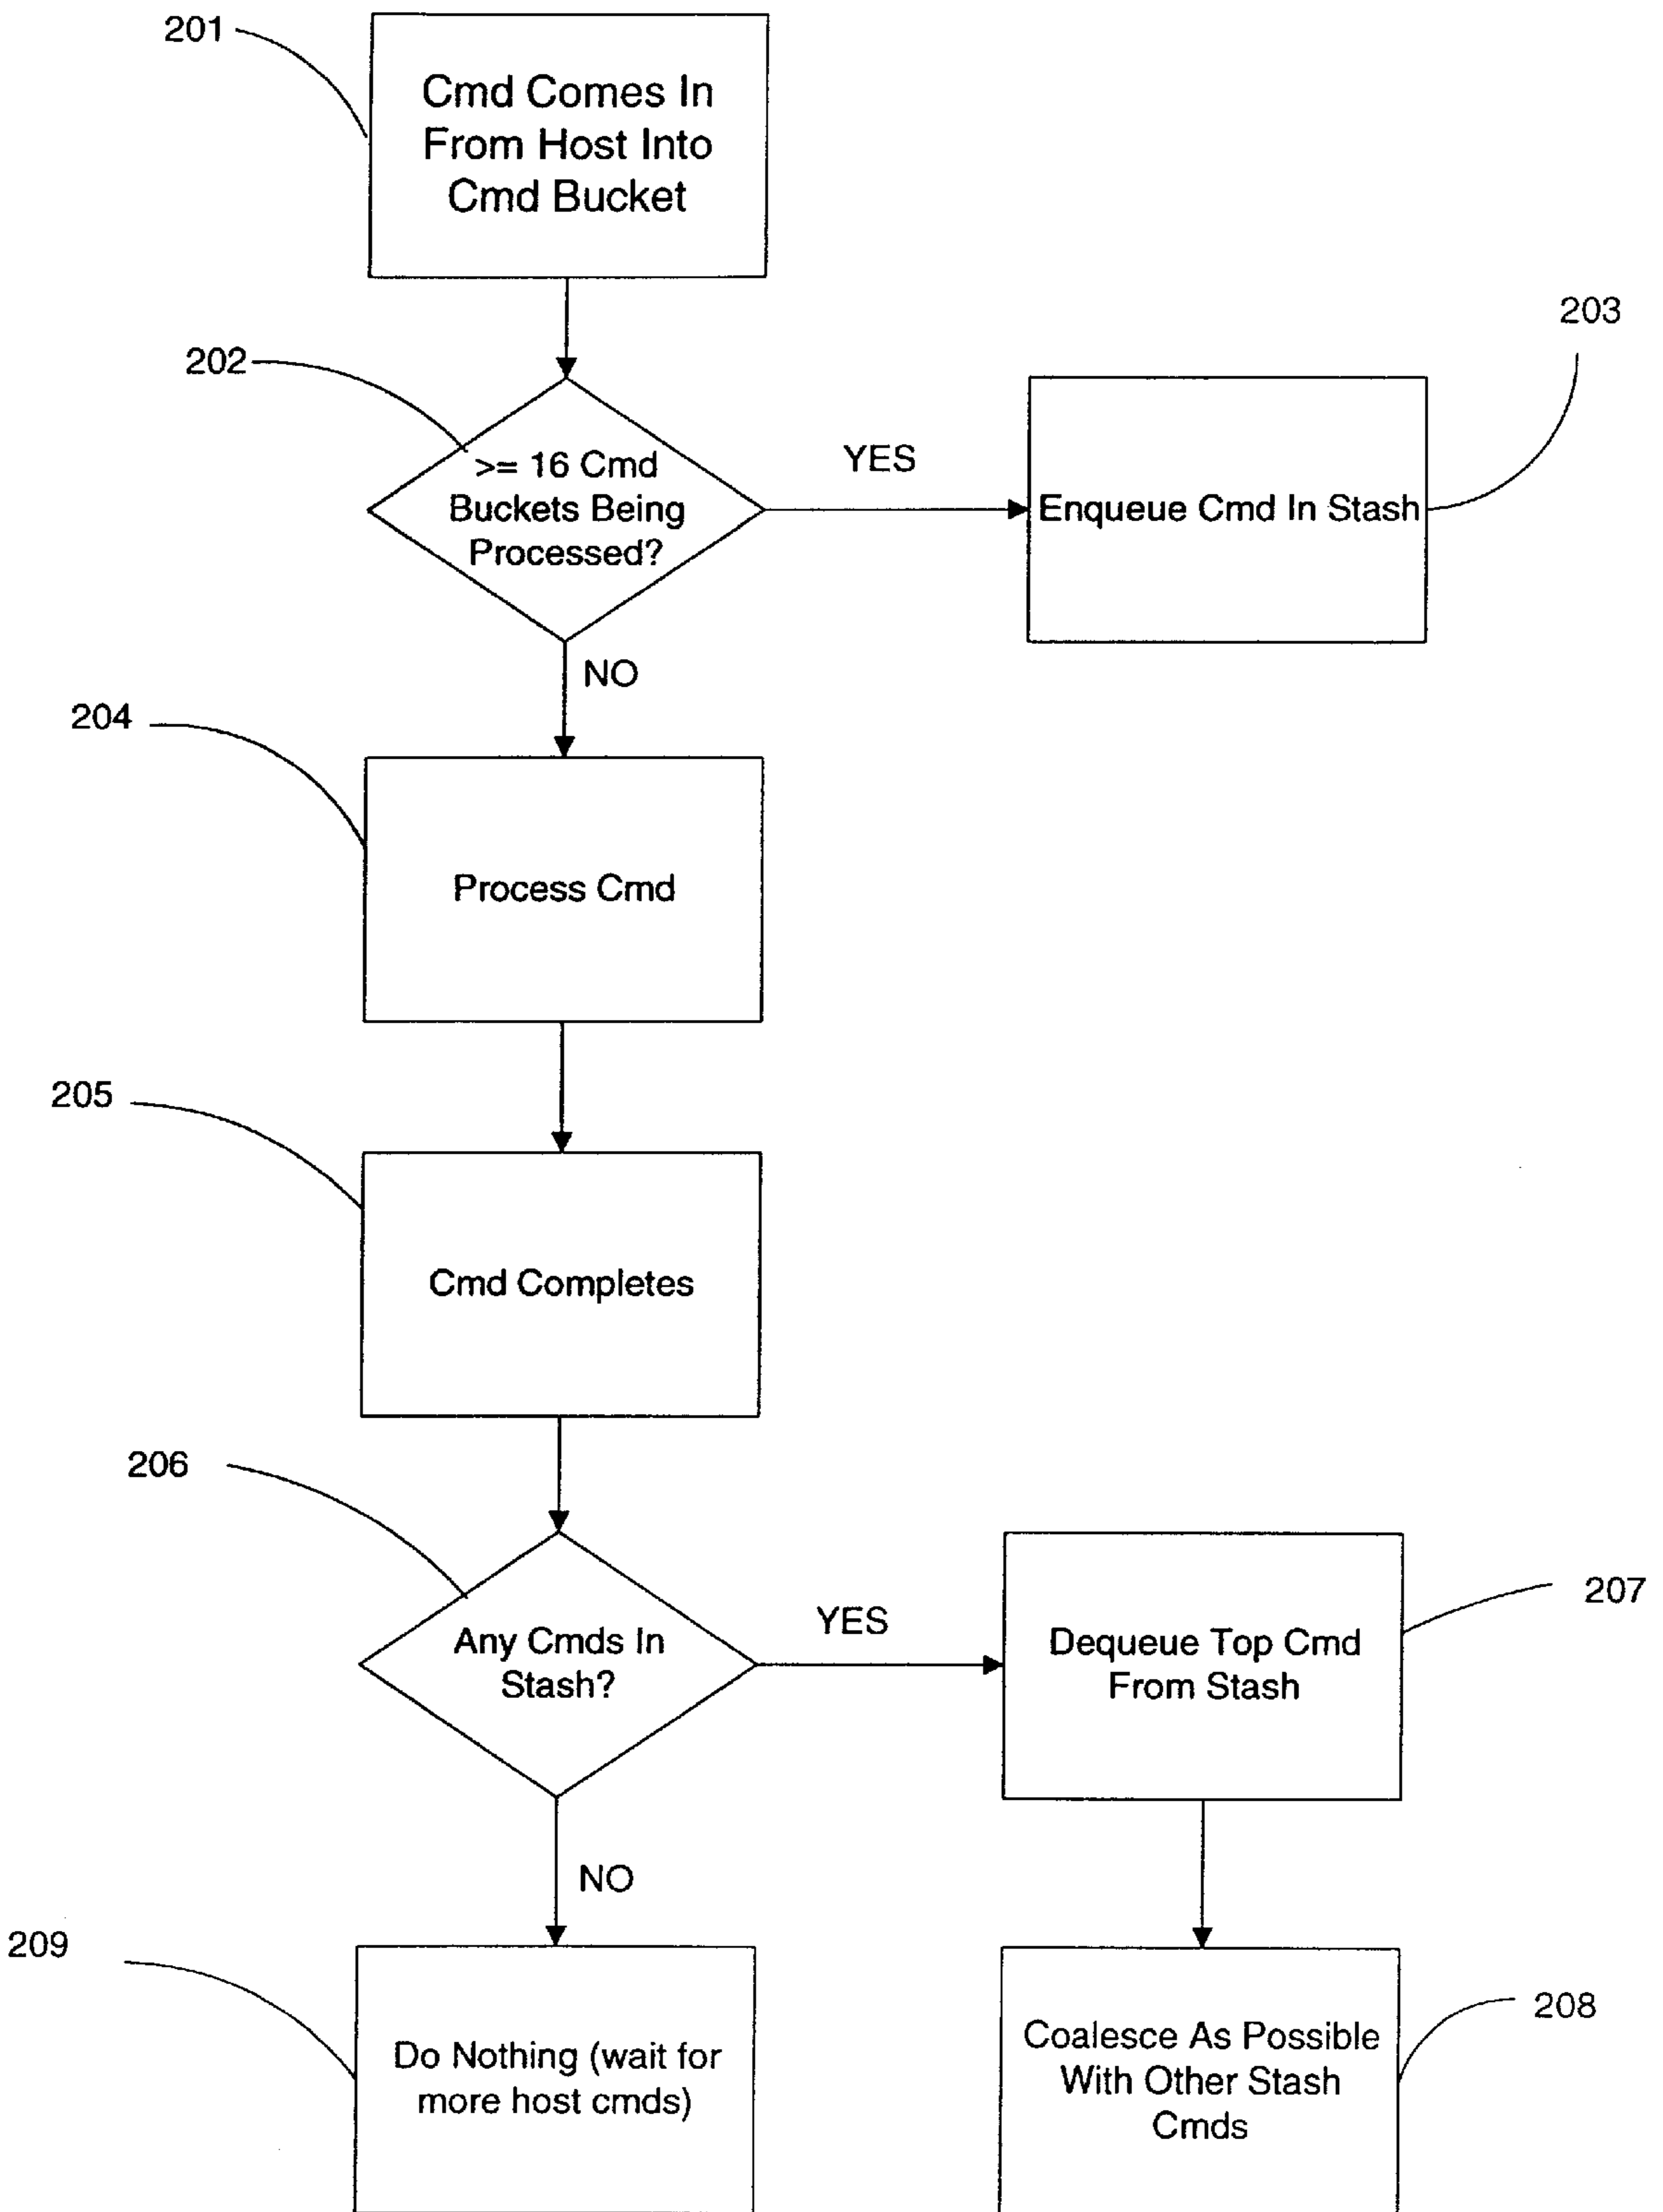 201
Cmd Comes In
From Host Into
Cmd Bucket
202
>= 16 Cmd
Buckets Being
Processed?
YES
203
Enqueue Cmd In Stash
NO
204
Process Cmd
205
Cmd Completes
206
Any Cmds In
Stash?
YES
207
Dequeue Top Cmd
From Stash
NO
209
Do Nothing (wait for
more host cmds)
208
Coalesce As Possible
With Other Stash
Cmds